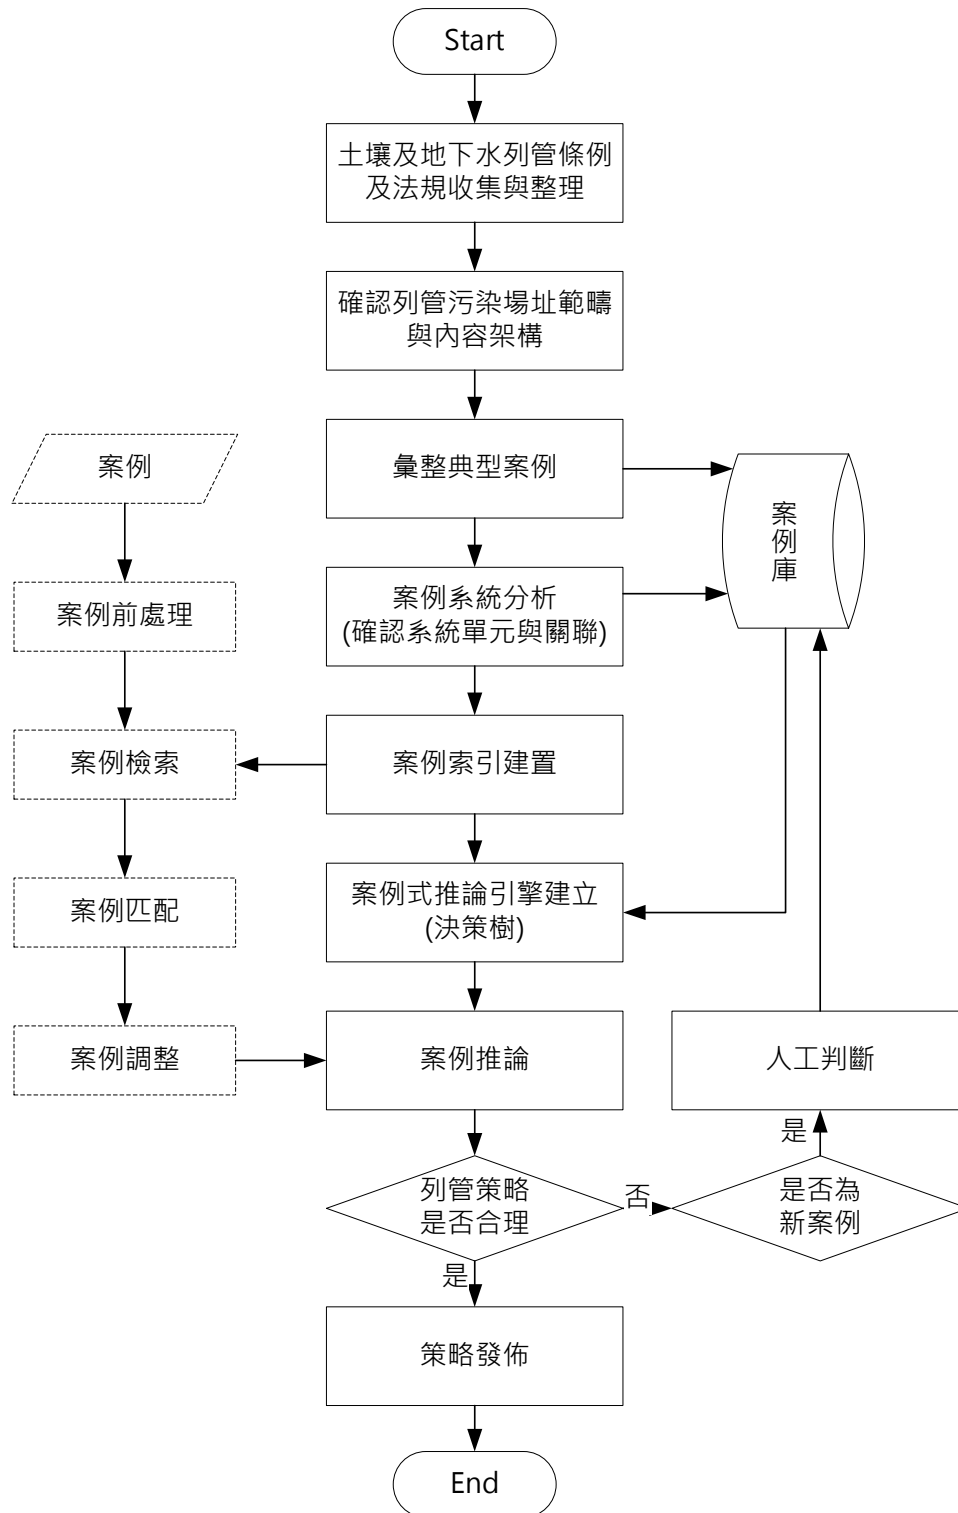 Start
土壤及地下水列管條例
及法規收集與整理
確認列管污染場址範疇
與內容架構
彙整典型案例
案例
案例庫
案例系統分析
(確認系統單元與關聯)
案例前處理
案例檢索
案例索引建置
案例匹配
案例式推論引擎建立
(決策樹)
案例調整
案例推論
人工判斷
是
列管策略
是否合理
否
是否為
新案例
是
策略發佈
End